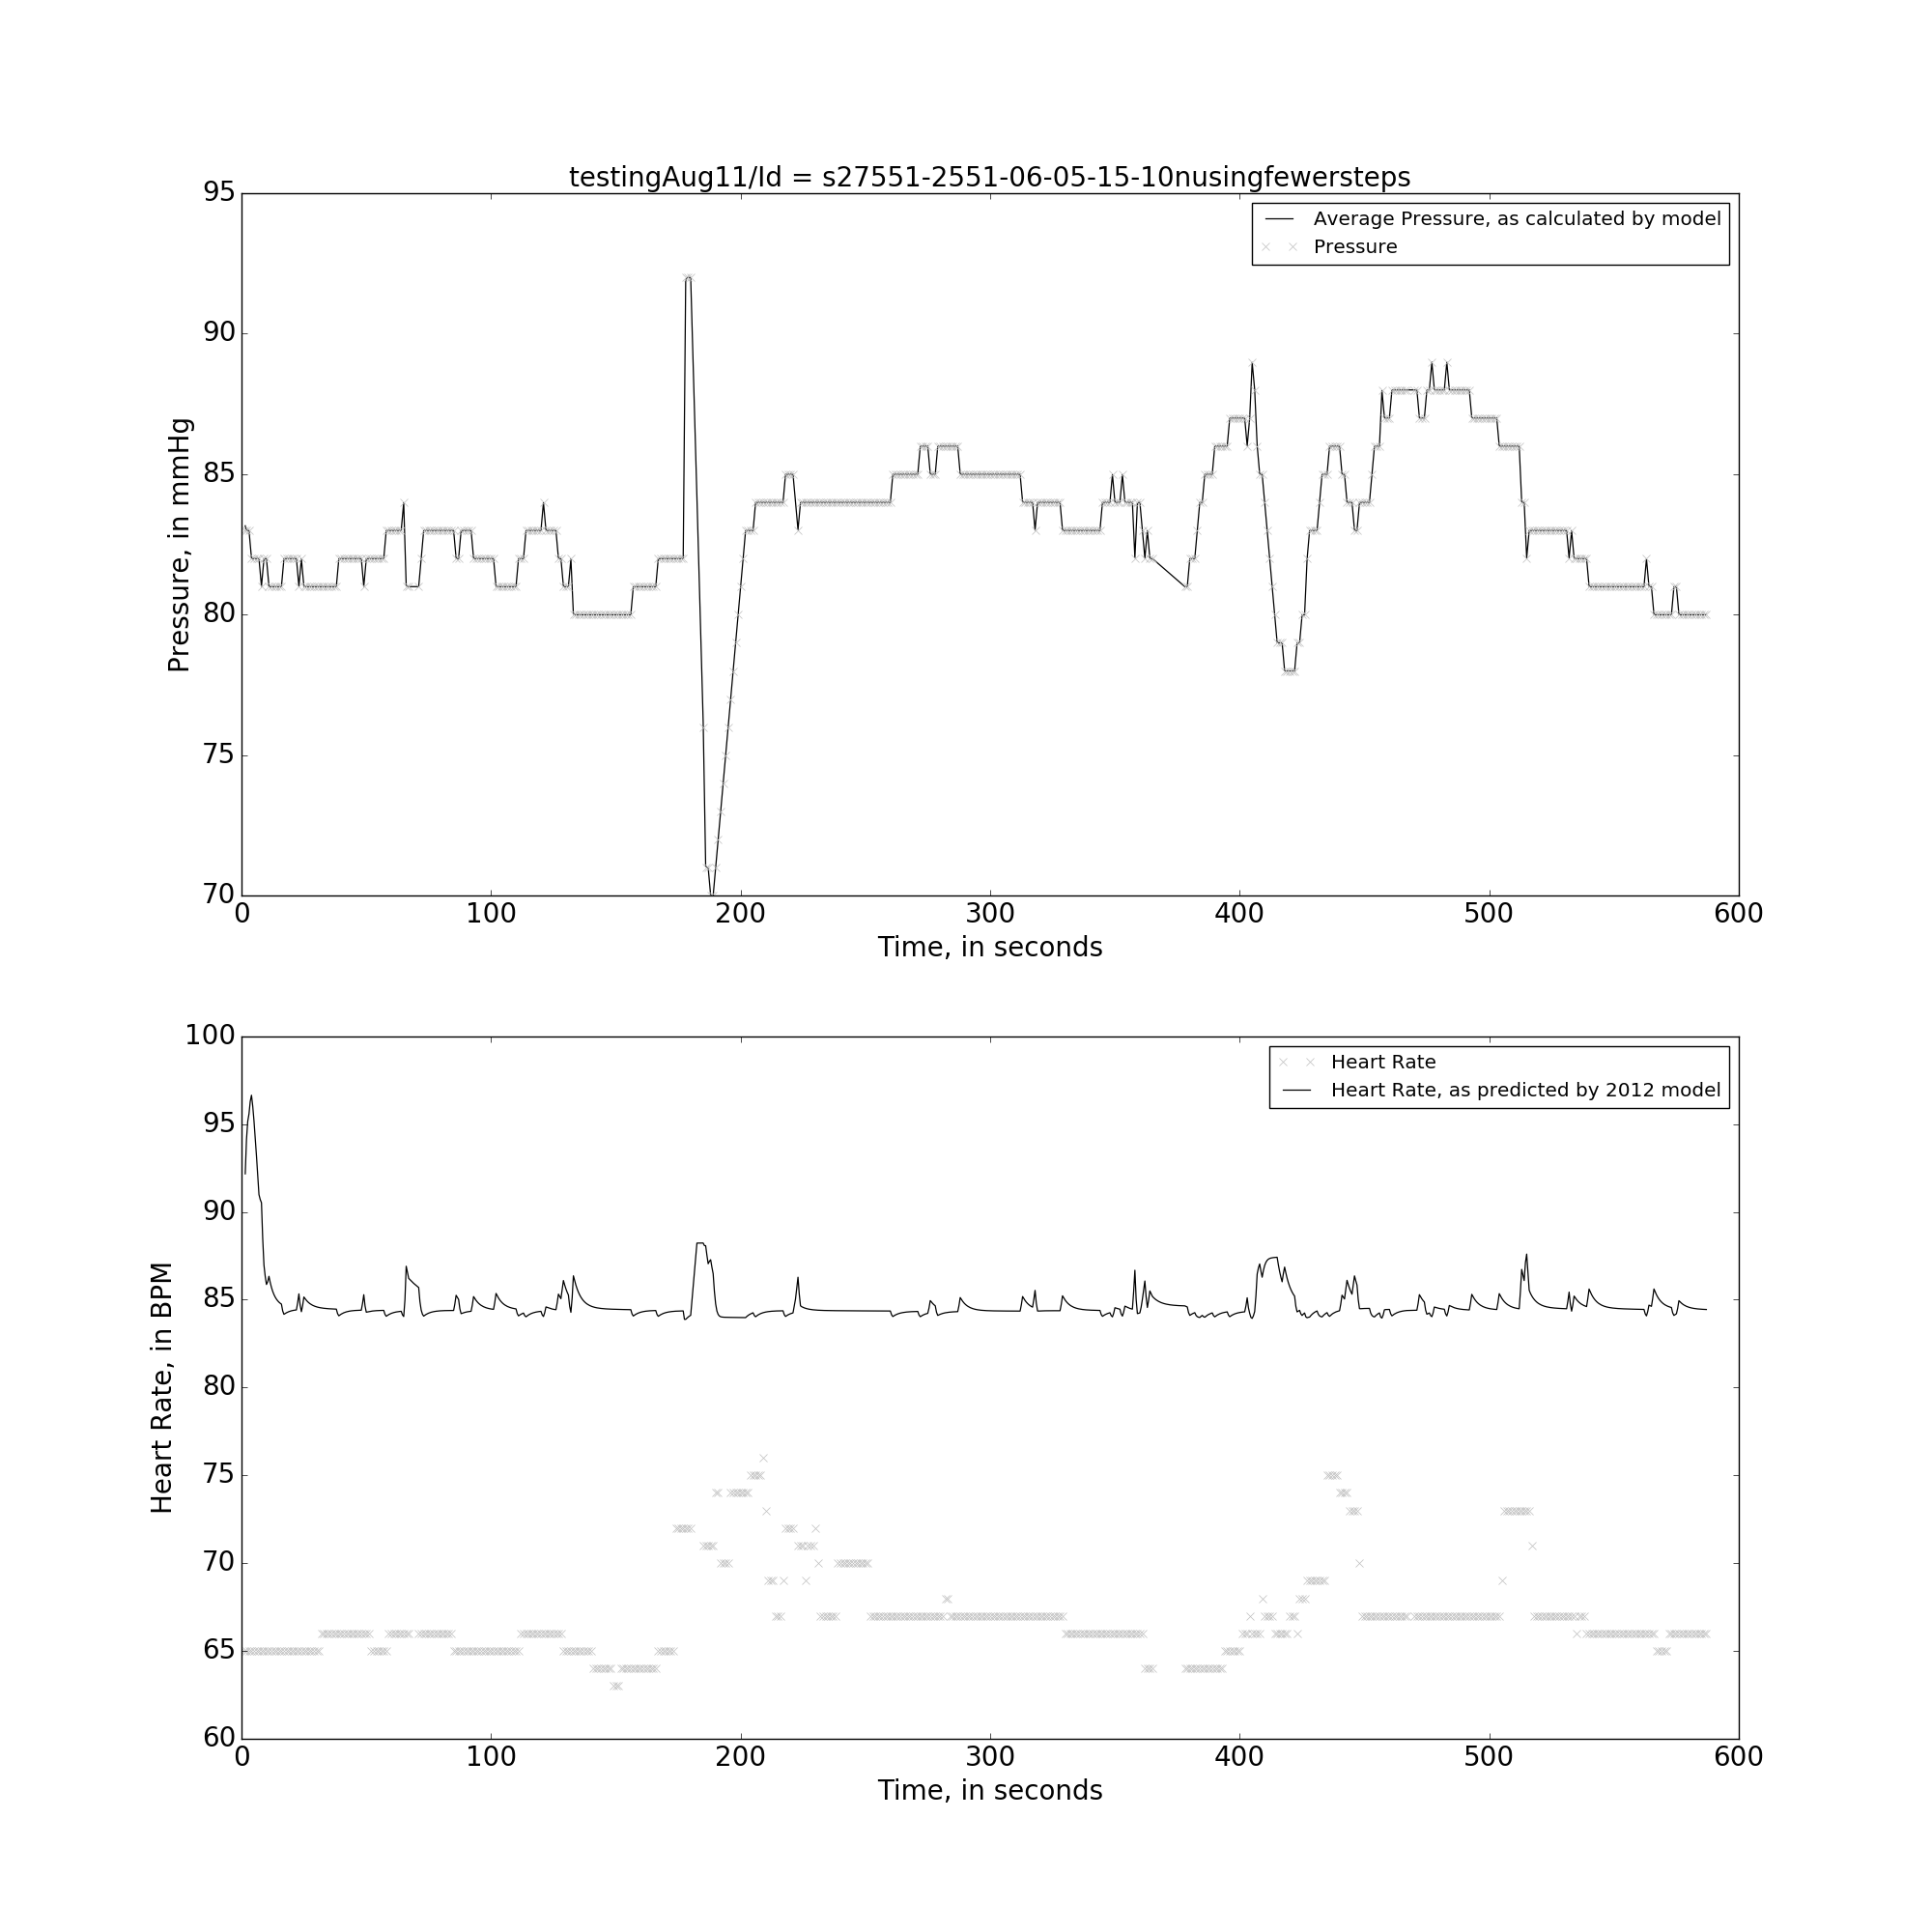 testingAug11/Id = s27551-2551-06-05-15-10nusingfewersteps
95
90
85
80
75
70
Pressure, in mmHg
Average Pressure, as calculated by model
Pressure
0 100 200 300 400 500 600
Time, in seconds
100
95
90
85
80
75
70
65
60
Heart Rate, in BPM
Heart Rate
Heart Rate, as predicted by 2012 model
0 100 200 300 400 500 600
Time, in seconds